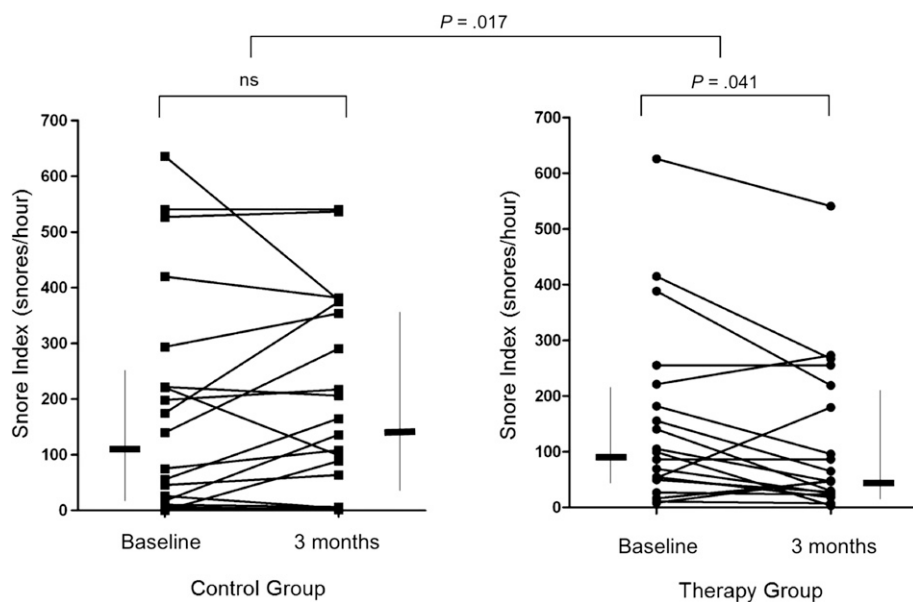 P = .017
ns
P = .041
Snore Index (snores/hour)
700
600
500
400
300
200
100
0
Baseline 3 months
Control Group
Snore Index (snores/hour)
700
600
500
400
300
200
100
0
Baseline 3 months
Therapy Group